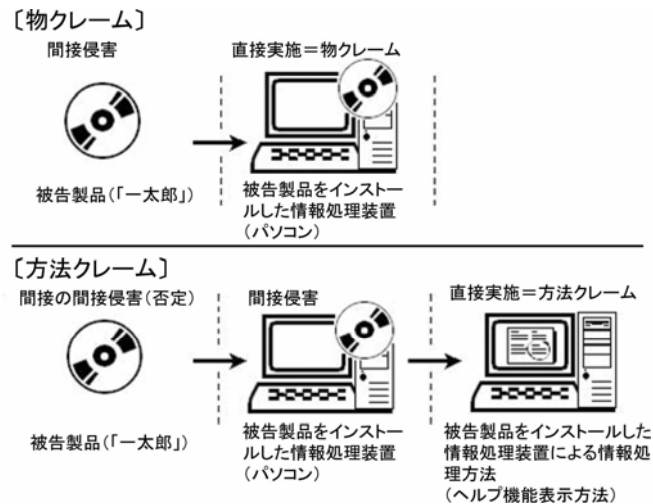 〔物クレーム〕
間接侵害
直接実施=物クレーム
被告製品(「一太郎」)
被告製品をインストー
ルした情報処理装置
(パソコン)
〔方法クレーム〕
間接の間接侵害(否定)
間接侵害
直接実施=方法クレーム
被告製品(「一太郎」)
被告製品をインストー
ルした情報処理装置
(パソコン)
被告製品をインストールした
情報処理装置による情報処
理方法
(ヘルプ機能表示方法)